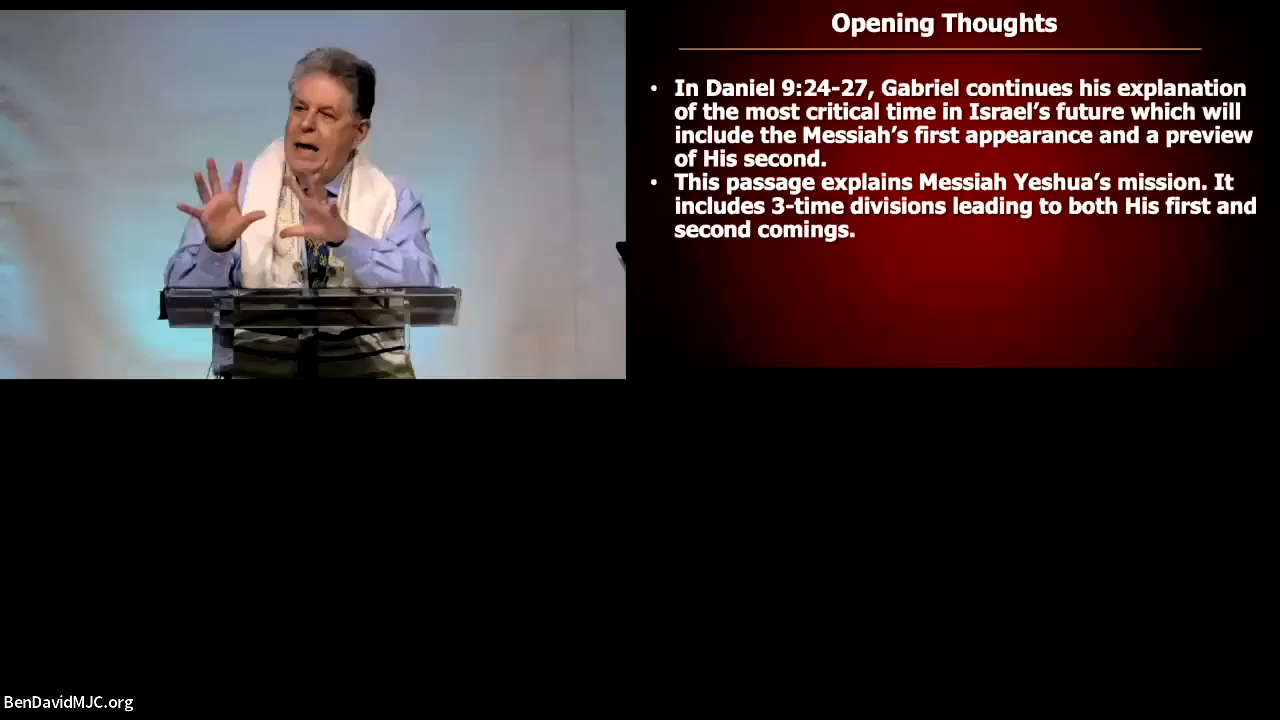 Opening Thoughts
• In Daniel 9:24-27, Gabriel continues his explanation
of the most critical time in Israel’s future which will
include the Messiah’s first appearance and a preview
of His second.
• This passage explains Messiah Yeshua’s mission. It
includes 3-time divisions leading to both His first and
second comings.
BenDavidMJC.org